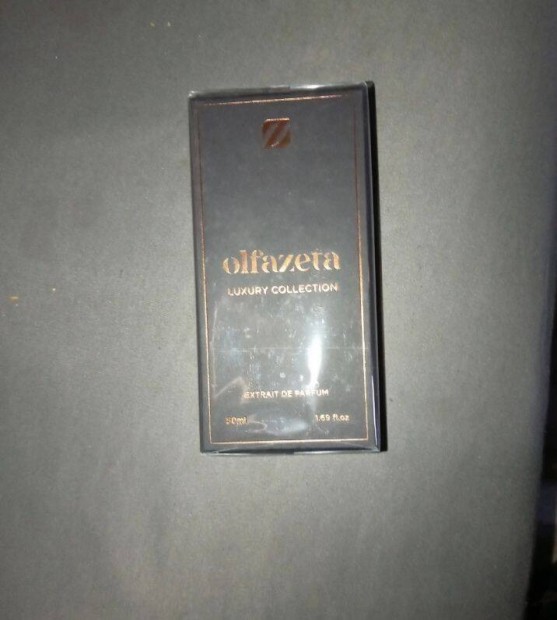 Z
olfazeta
LUXURY COLLECTION
EXTRAIT DE PARFUM
50ml 1.69 fl.oz